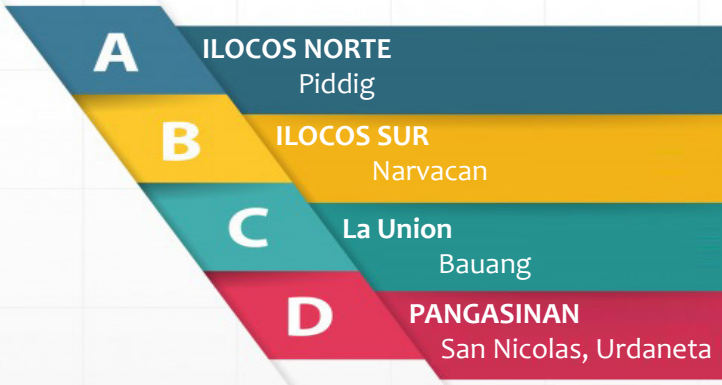 A
ILOCOS NORTE
Piddig
B
ILOCOS SUR
Narvacan
C
La Union
Bauang
D
PANGASINAN
San Nicolas, Urdaneta